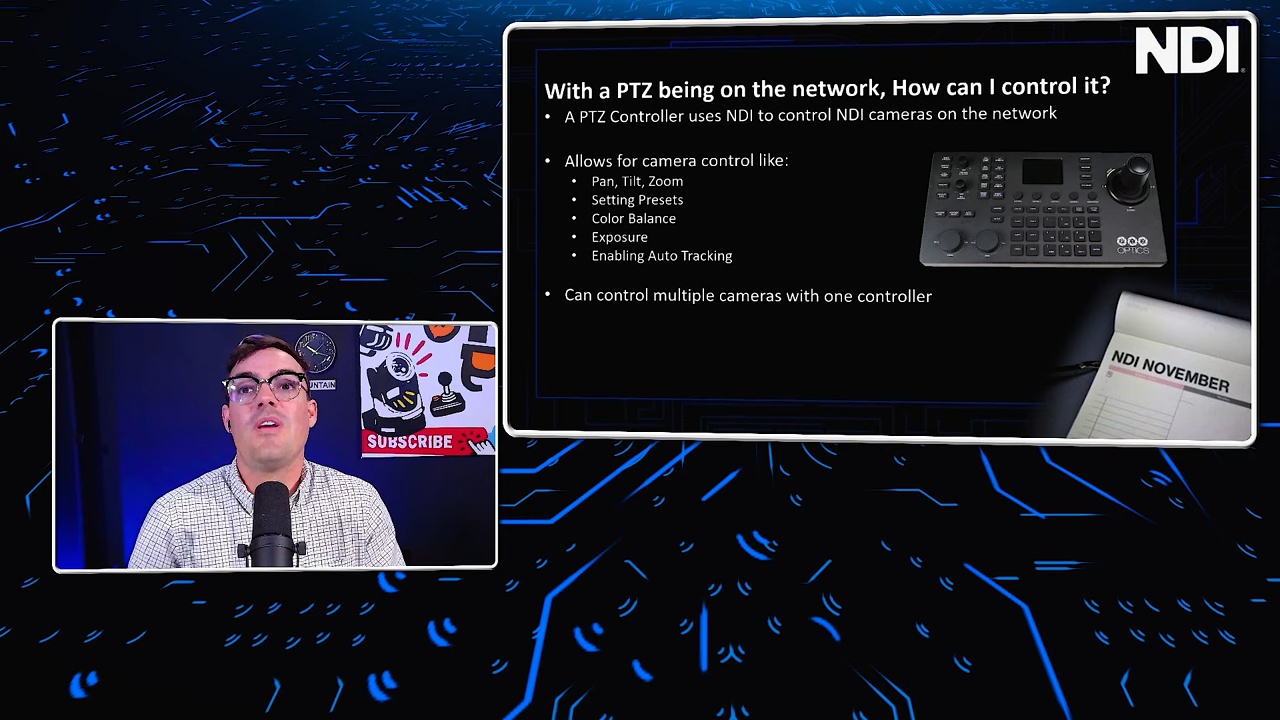 NDI
With a PTZ being on the network, How can I control it?
• A PTZ Controller uses NDI to control NDI cameras on the network
• Allows for camera control like:
• Pan, Tilt, Zoom
• Setting Presets
• Color Balance
• Exposure
• Enabling Auto Tracking
• Can control multiple cameras with one controller
OPTICS
NDI NOVEMBER
UNTAIN
SUBSCRIBE